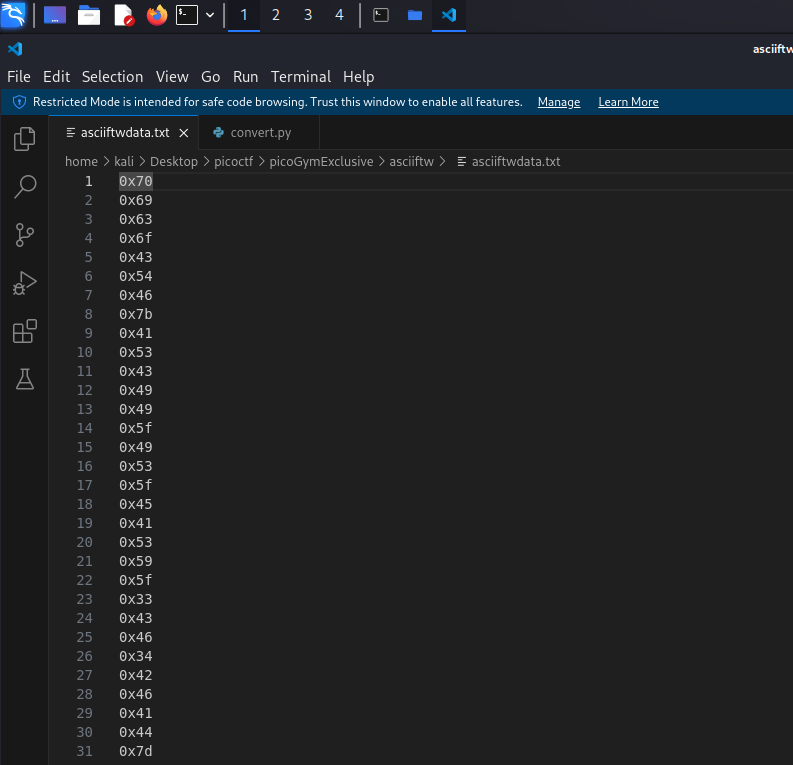 1 2 3 4
asciiftw
File Edit Selection View Go Run Terminal Help
Restricted Mode is intended for safe code browsing. Trust this window to enable all features. Manage Learn More
asciiftwdata.txt convert.py
home > kali > Desktop > picoctf > picoGymExclusive > asciiftw > asciiftwdata.txt
1 0x70
2 0x69
3 0x63
4 0x6f
5 0x43
6 0x54
7 0x46
8 0x7b
9 0x41
10 0x53
11 0x43
12 0x49
13 0x49
14 0x5f
15 0x49
16 0x53
17 0x5f
18 0x45
19 0x41
20 0x53
21 0x59
22 0x5f
23 0x33
24 0x43
25 0x46
26 0x34
27 0x42
28 0x46
29 0x41
30 0x44
31 0x7d